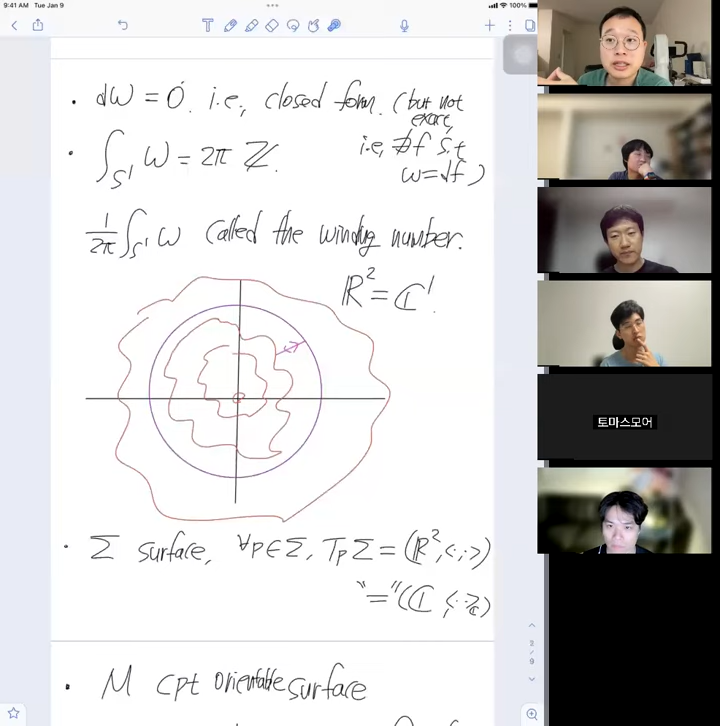 9:41 AM Tue Jan 9
100%
· dω = 0. i.e., closed form. (but not exact,
i.e, ∄f s.t
ω=df)
· ∫_{S¹} ω = 2π ℤ.
1/2π ∫_{S¹} ω called the windng number.
ℝ² = ℂ¹.
· Σ surface, ∀p∈Σ, TpΣ = (ℝ², <,>)
"="(ℂ <,>_ℂ)
3
/
9
· M cpt orientable surface
토마스모어